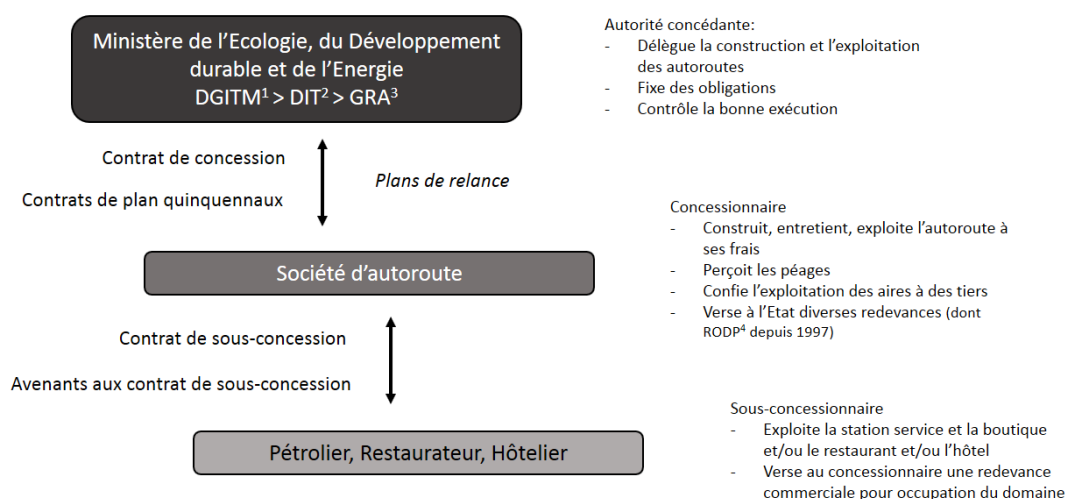 Ministère de l'Ecologie, du Développement
durable et de l'Energie
DGITM¹ > DIT² > GRA³
Autorité concédante:
- Délègue la construction et l'exploitation
des autoroutes
- Fixe des obligations
- Contrôle la bonne exécution
Contrat de concession
Contrats de plan quinquennaux
Plans de relance
Société d'autoroute
Concessionnaire
- Construit, entretient, exploite l'autoroute à
ses frais
- Perçoit les péages
- Confie l'exploitation des aires à des tiers
- Verse à l'Etat diverses redevances (dont
RODP⁴ depuis 1997)
Contrat de sous-concession
Avenants aux contrat de sous-concession
Pétrolier, Restaurateur, Hôtelier
Sous-concessionnaire
- Exploite la station service et la boutique
et/ou le restaurant et/ou l'hôtel
- Verse au concessionnaire une redevance
commerciale pour occupation du domaine